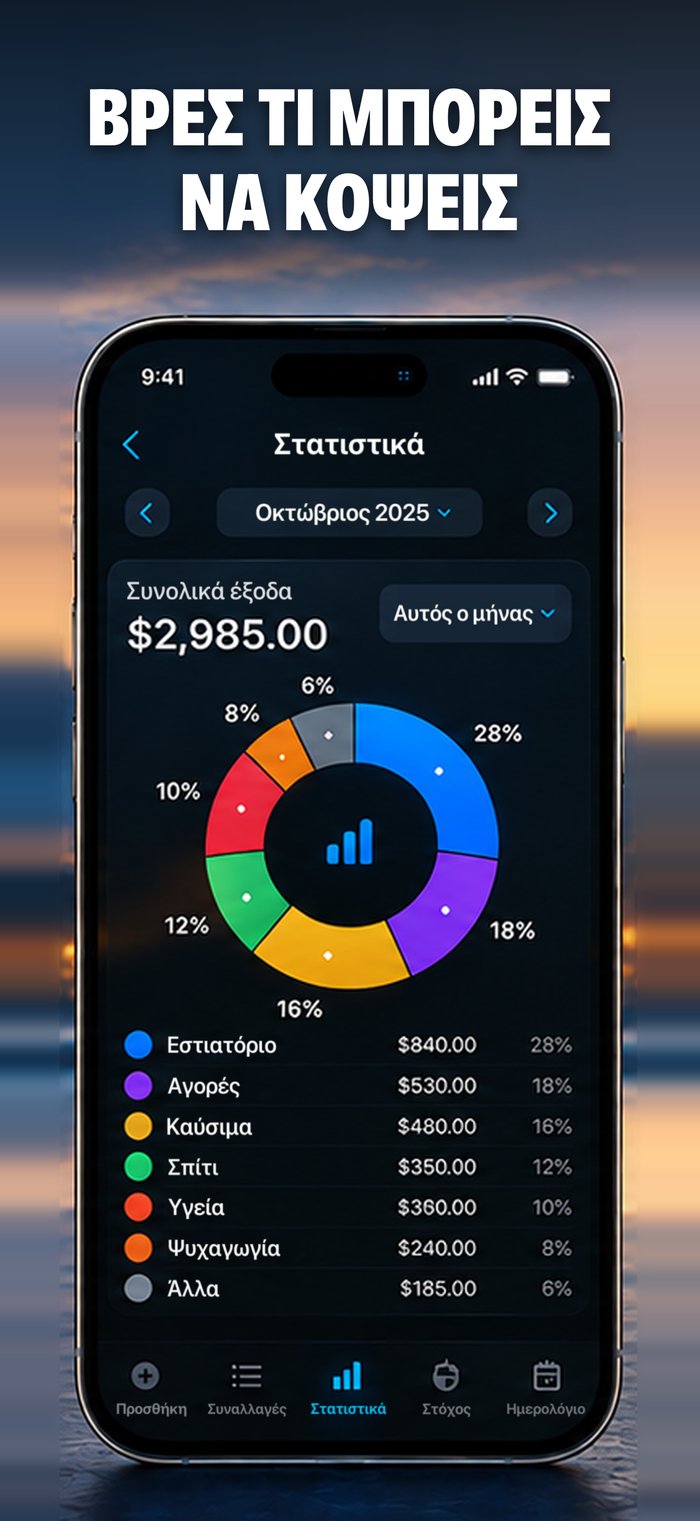 ΒΡΕΣ ΤΙ ΜΠΟΡΕΙΣ
ΝΑ ΚΟΨΕΙΣ
9:41
Στατιστικά
Οκτώβριος 2025
Συνολικά έξοδα
$2,985.00
Αυτός ο μήνας
6%
8%
28%
10%
12%
18%
16%
Εστιατόριο $840.00 28%
Αγορές $530.00 18%
Καύσιμα $480.00 16%
Σπίτι $350.00 12%
Υγεία $360.00 10%
Ψυχαγωγία $240.00 8%
Άλλα $185.00 6%
Προσθήκη Συναλλαγές Στατιστικά Στόχος Ημερολόγιο